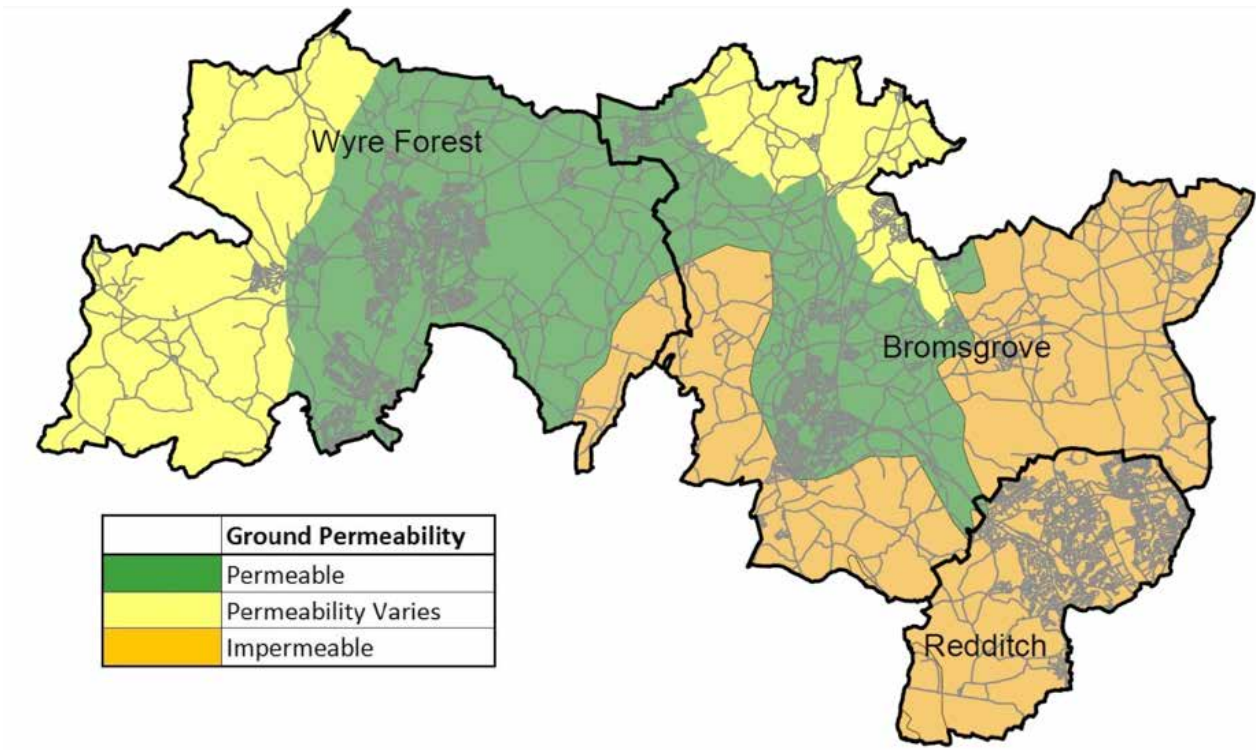 Wyre Forest
Bromsgrove
Redditch
Ground Permeability
Permeable
Permeability Varies
Impermeable